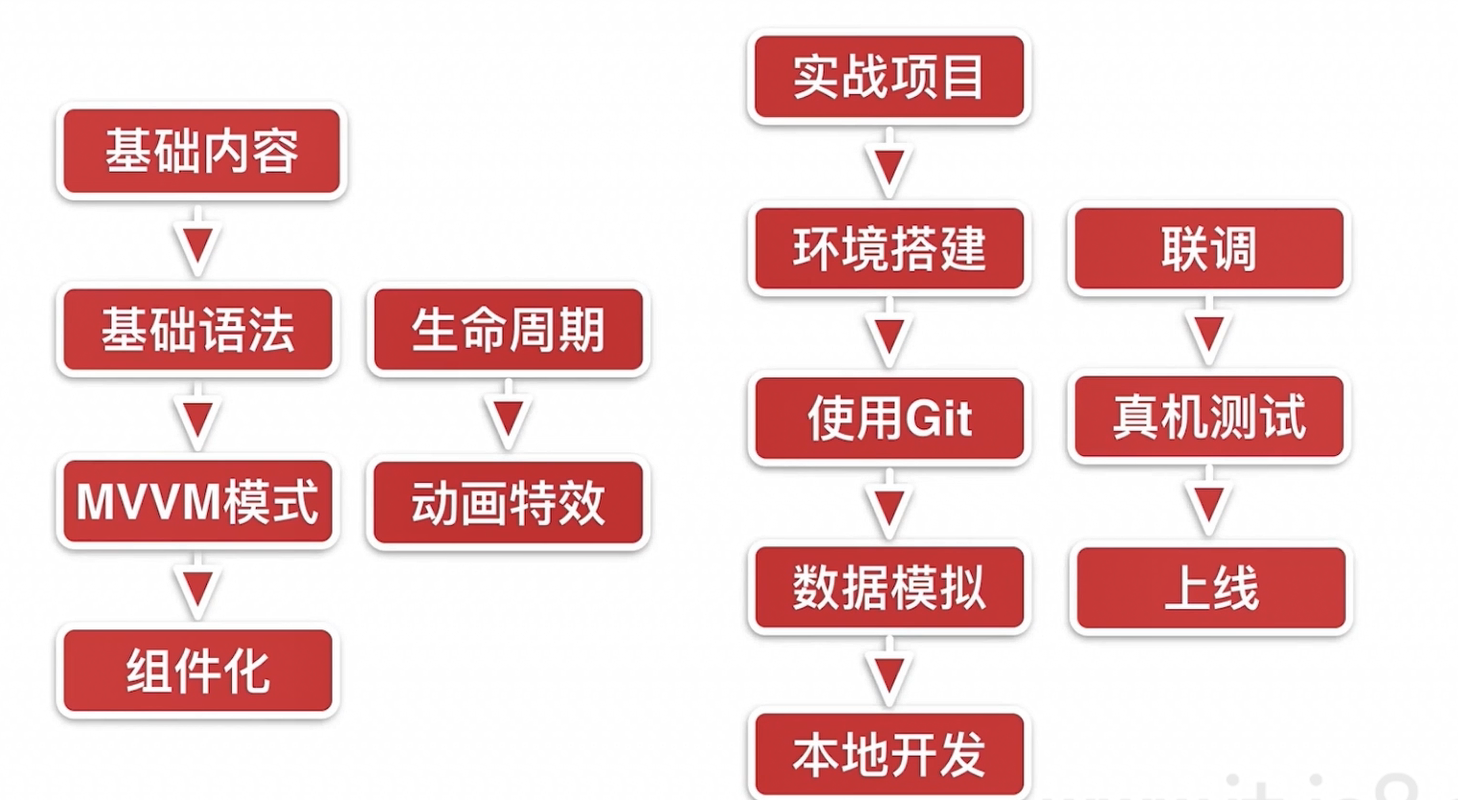 基础内容
基础语法
MVVM模式
组件化
生命周期
动画特效
实战项目
环境搭建
使用Git
数据模拟
本地开发
联调
真机测试
上线